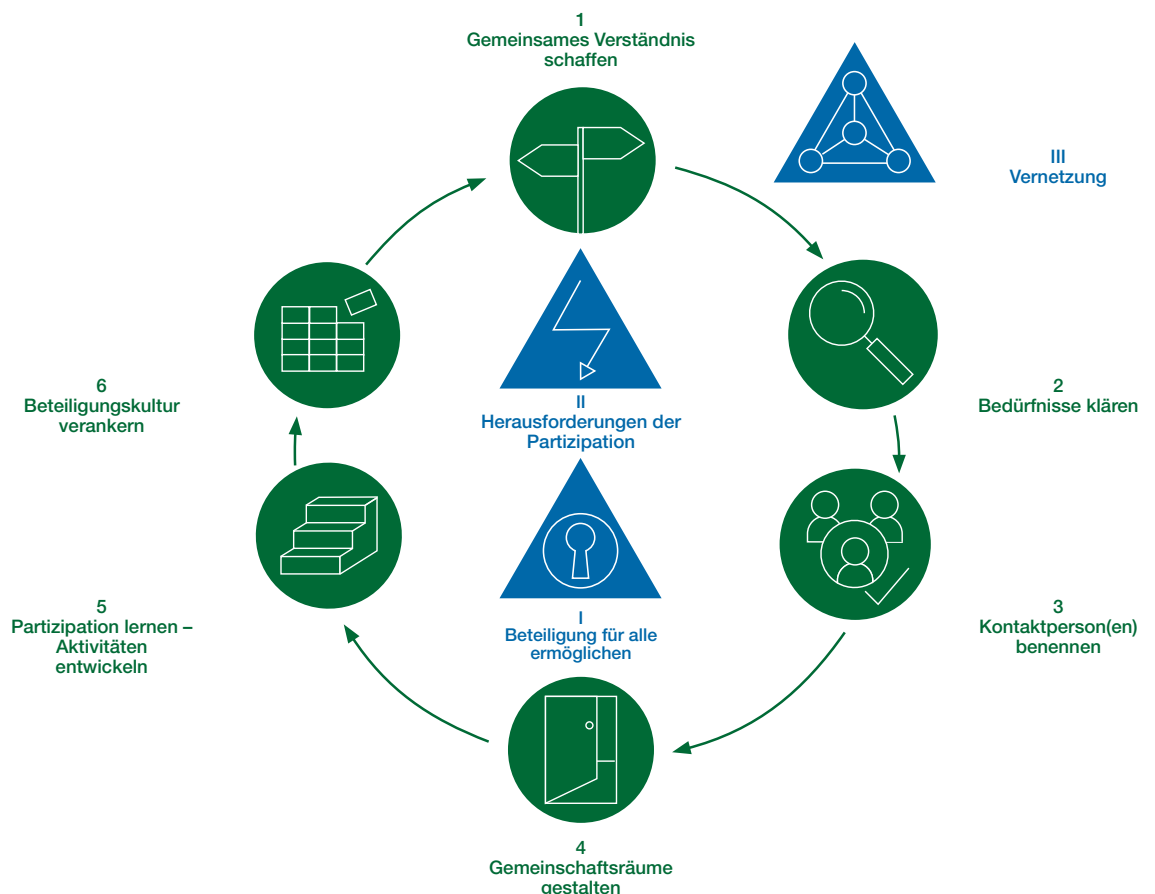 1
Gemeinsames Verständnis
schaffen
III
Vernetzung
2
Bedürfnisse klären
3
Kontaktperson(en)
benennen
4
Gemeinschaftsräume
gestalten
5
Partizipation lernen –
Aktivitäten
entwickeln
6
Beteiligungskultur
verankern
II
Herausforderungen der
Partizipation
I
Beteiligung für alle
ermöglichen